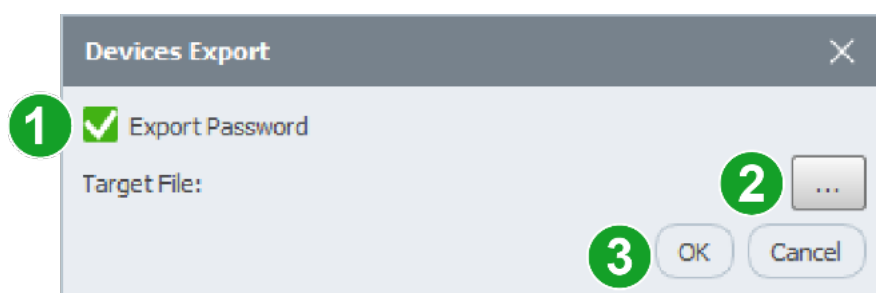 Devices Export
1 Export Password
Target File: 2 ...
3 OK Cancel